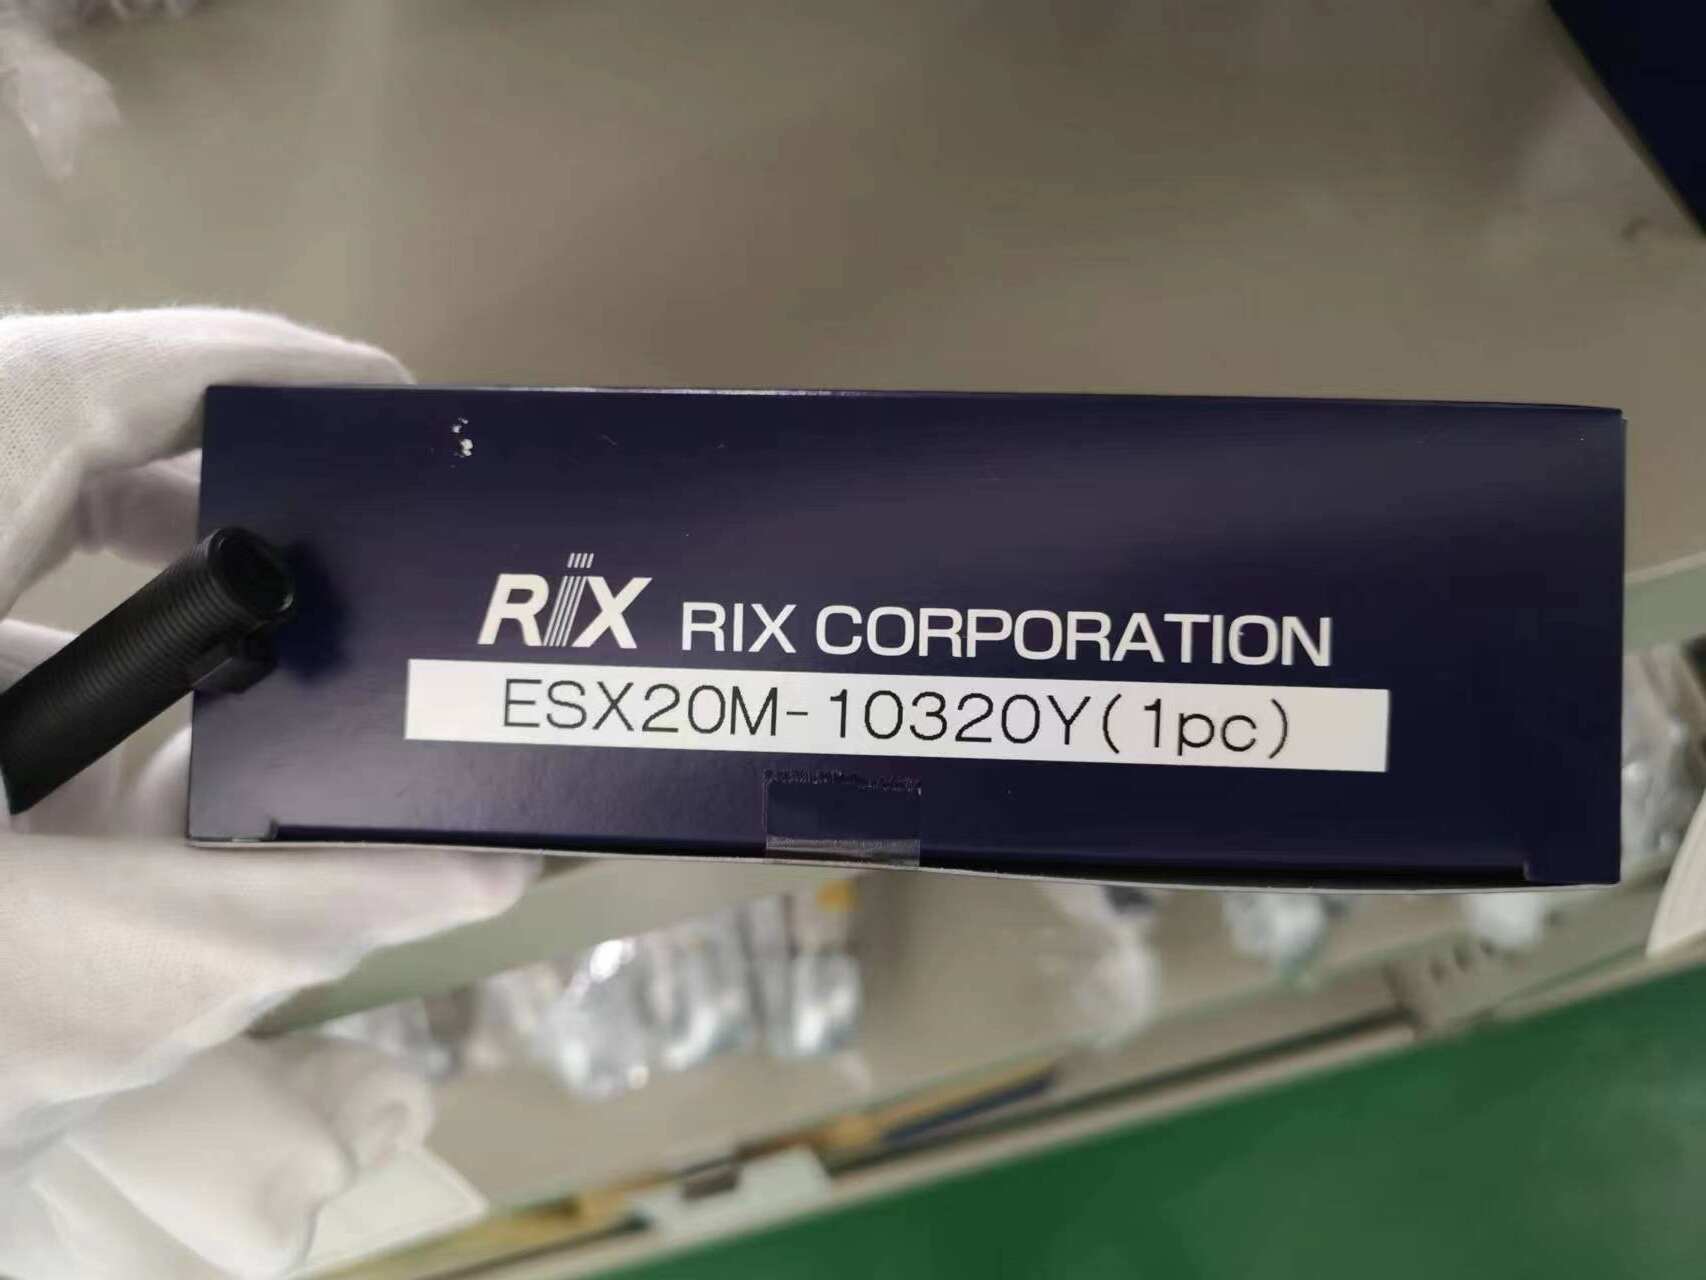 RiX RIX CORPORATION
ESX20M-10320Y(1pc)